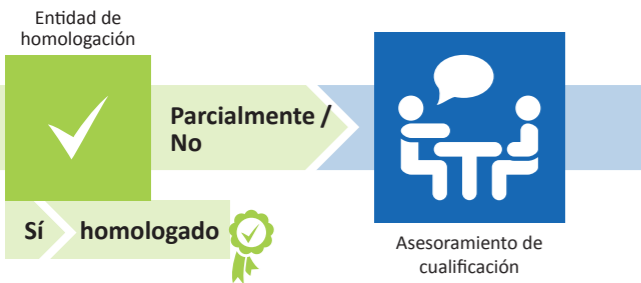 Entidad de
homologación
Parcialmente /
No
Sí
homologado
Asesoramiento de
cualificación